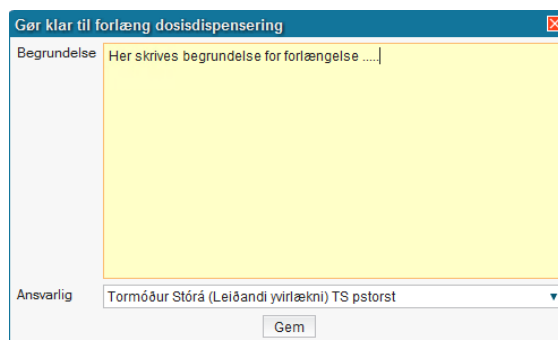 Gør klar til forlæng dosisdispensering
Begrundelse
Her skrives begrundelse for forlængelse .....
Ansvarlig
Tormóður Stórá (Leiðandi yvirlækni) TS pstorst
Gem